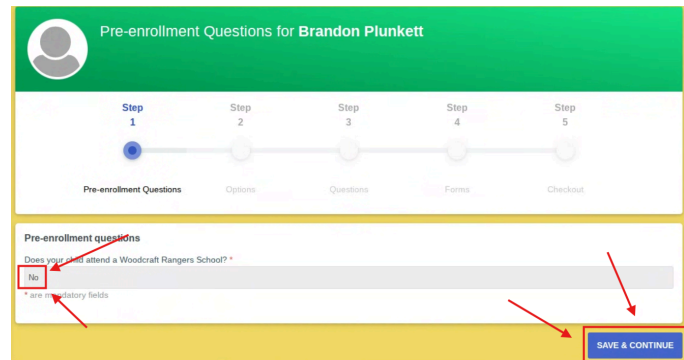 Pre-enrollment Questions for Brandon Plunkett
Step Step Step Step Step
1 2 3 4 5
Pre-enrollment Questions Options Questions Forms Checkout
Pre-enrollment questions
Does your child attend a Woodcraft Rangers School? *
No
* are mandatory fields
SAVE & CONTINUE